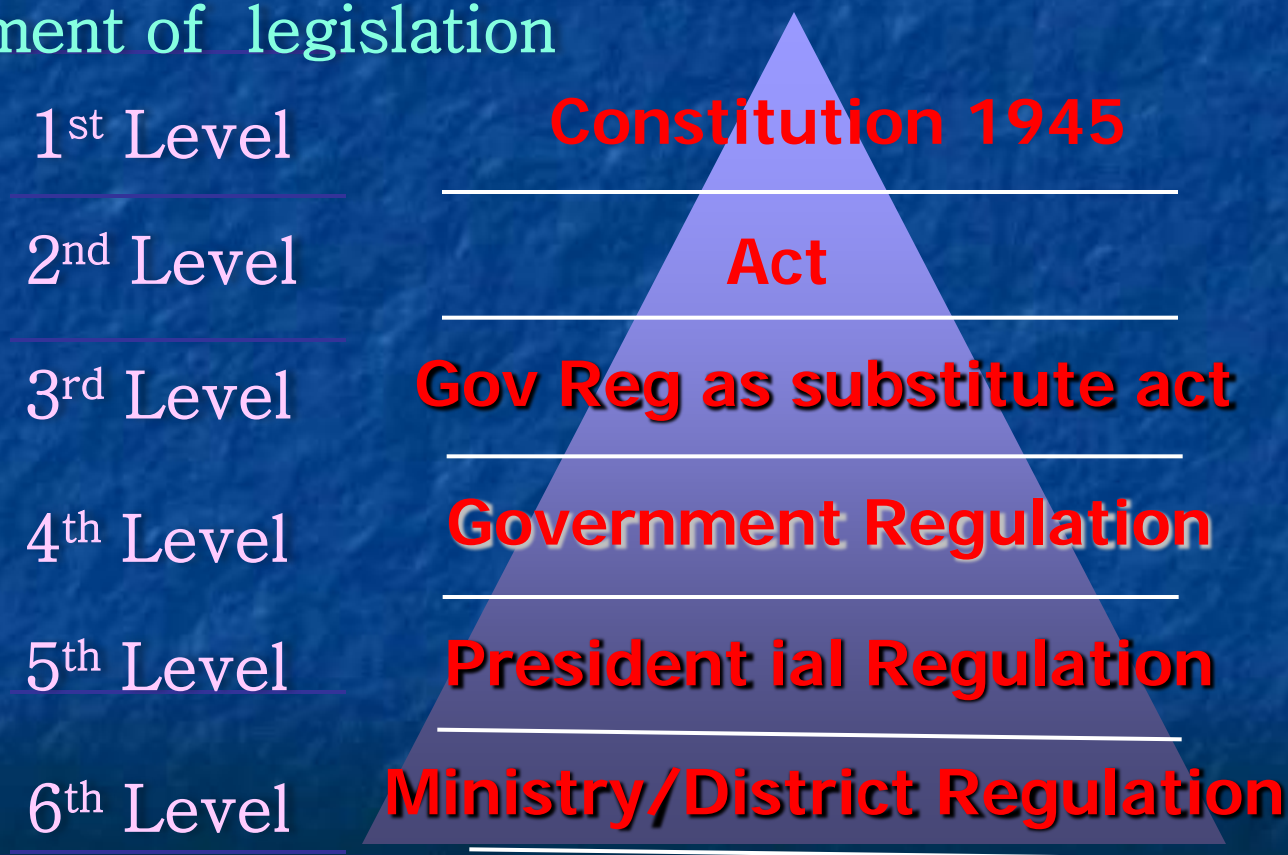 of legislation
1st Level Constitution 1945
2nd Level Act
3rd Level Gov Reg as substitute act
4th Level Government Regulation
5th Level President ial Regulation
6th Level Ministry/District Regulation